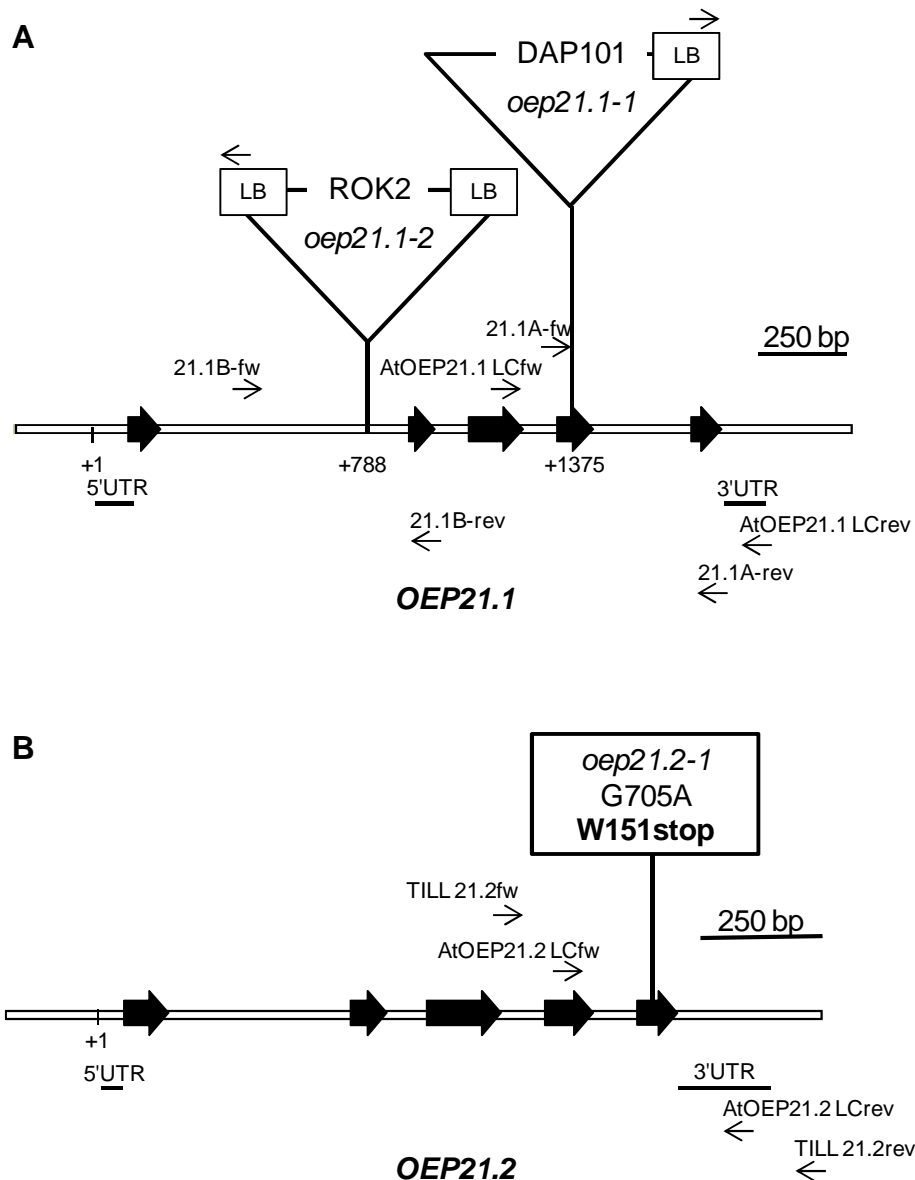 A
DAP101
LB
oep21.1-1
LB
ROK2
LB
oep21.1-2
250 bp
21.1A-fw
21.1B-fw
AtOEP21.1 LCfw
+1
+788
+1375
5'UTR
3'UTR
21.1B-rev
AtOEP21.1 LCrev
21.1A-rev
OEP21.1
B
oep21.2-1
G705A
W151stop
TILL 21.2fw
250 bp
AtOEP21.2 LCfw
+1
5'UTR
3'UTR
AtOEP21.2 LCrev
TILL 21.2rev
OEP21.2